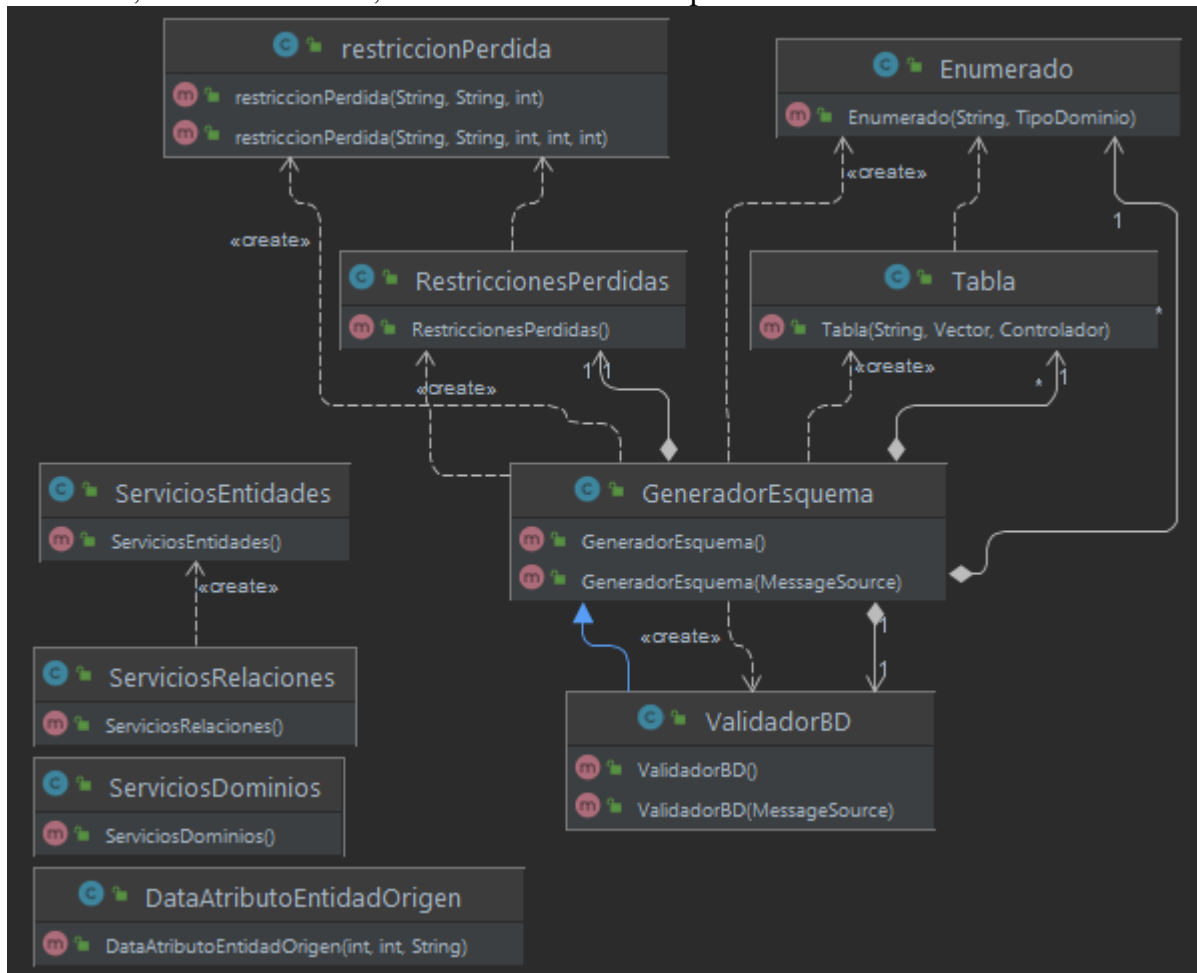 restriccionPerdida
restriccionPerdida(String, String, int)
restriccionPerdida(String, String, int, int, int)
Enumerado
Enumerado(String, TipoDominio)
«create»
1
«create»
RestriccionesPerdidas
RestriccionesPerdidas()
Tabla
Tabla(String, Vector, Controlador)
*
1 1
«create»
«create»
* 1
ServiciosEntidades
ServiciosEntidades()
GeneradorEsquema
GeneradorEsquema()
GeneradorEsquema(MessageSource)
«create»
«create»
1
1
ServiciosRelaciones
ServiciosRelaciones()
ValidadorBD
ValidadorBD()
ValidadorBD(MessageSource)
ServiciosDominios
ServiciosDominios()
DataAtributoEntidadOrigen
DataAtributoEntidadOrigen(int, int, String)